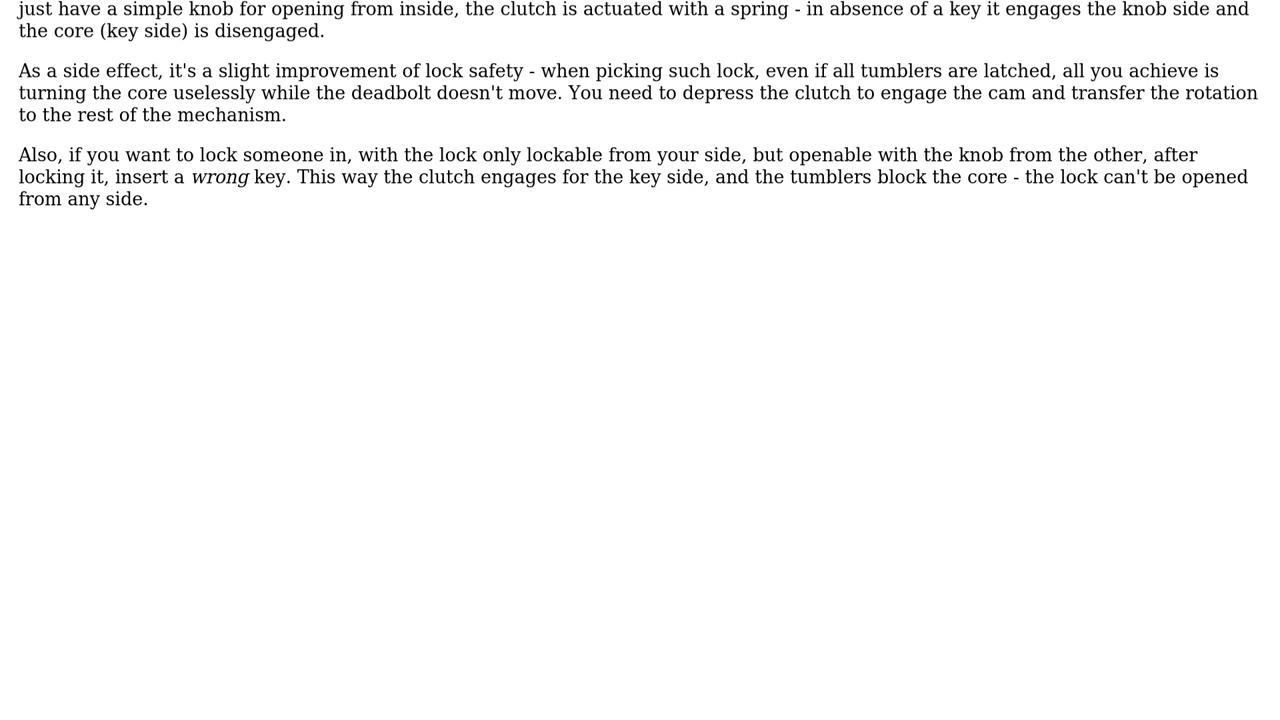 just have a simple knob for opening from inside, the clutch is actuated with a spring - in absence of a key it engages the knob side and
the core (key side) is disengaged.
As a side effect, it's a slight improvement of lock safety - when picking such lock, even if all tumblers are latched, all you achieve is
turning the core uselessly while the deadbolt doesn't move. You need to depress the clutch to engage the cam and transfer the rotation
to the rest of the mechanism.
Also, if you want to lock someone in, with the lock only lockable from your side, but openable with the knob from the other, after
locking it, insert a wrong key. This way the clutch engages for the key side, and the tumblers block the core - the lock can't be opened
from any side.